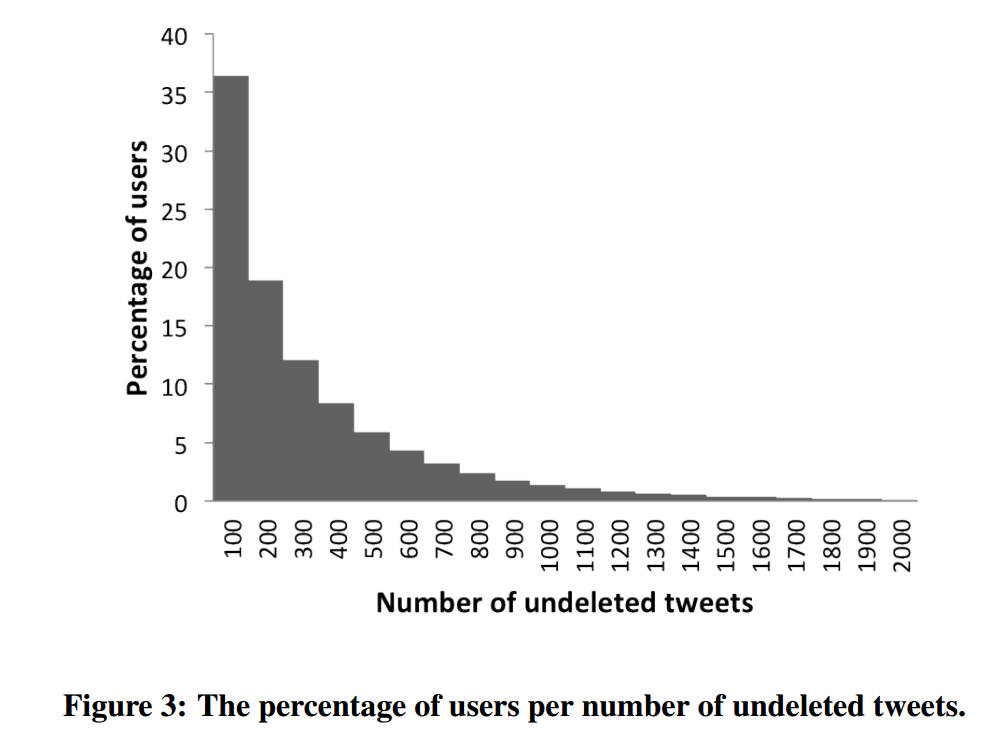 40
35
30
25
20
15
10
5
0
Percentage of users
100 200 300 400 500 600 700 800 900 1000 1100 1200 1300 1400 1500 1600 1700 1800 1900 2000
Number of undeleted tweets
Figure 3: The percentage of users per number of undeleted tweets.